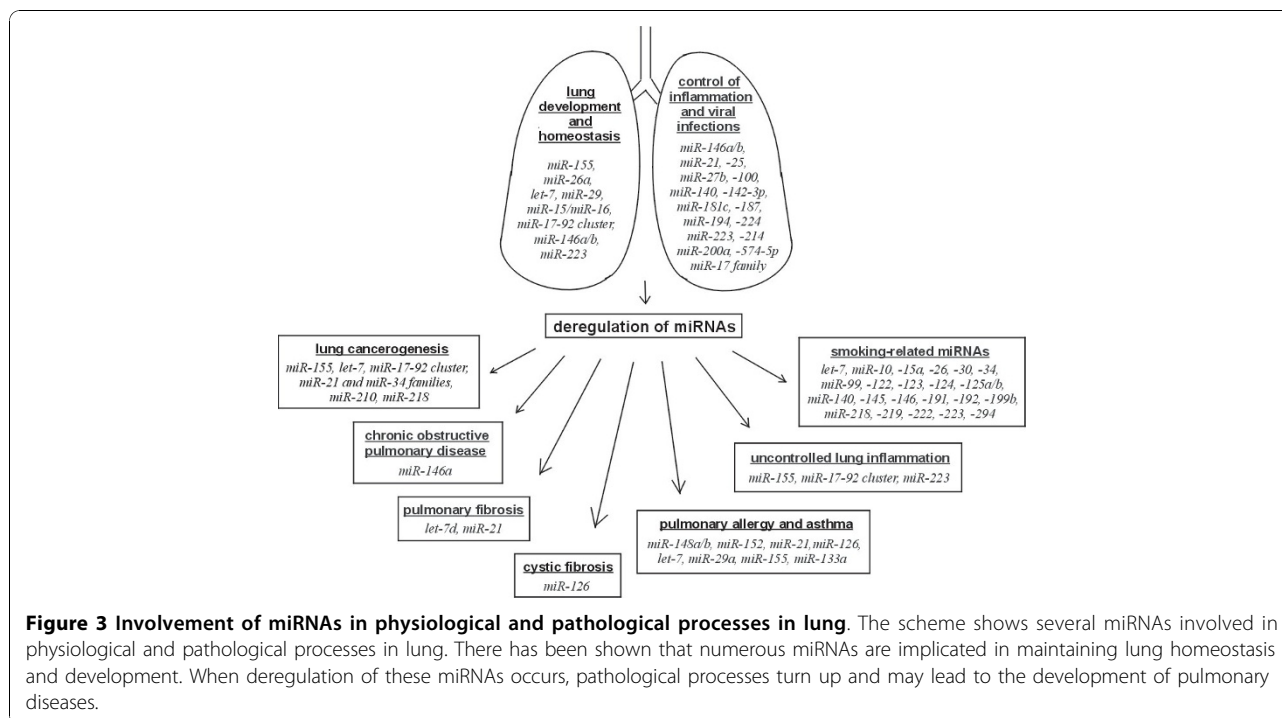 lung
development
and
homeostasis
miR-155,
miR-26a,
let-7, miR-29,
miR-15/miR-16,
miR-17-92 cluster,
miR-146a/b,
miR-223
control of
inflammation
and viral
infections
miR-146a/b,
miR-21, -25,
miR-27b, -100,
miR-140, -142-3p,
miR-181c, -187,
miR-194, -224
miR-223, -214
miR-200a, -574-5p
miR-17 family
deregulation of miRNAs
lung cancerogenesis
miR-155, let-7, miR-17-92 cluster,
miR-21 and miR-34 families,
miR-210, miR-218
smoking-related miRNAs
let-7, miR-10, -15a, -26, -30, -34,
miR-99, -122, -123, -124, -125a/b,
miR-140, -145, -146, -191, -192, -199b,
miR-218, -219, -222, -223, -294
chronic obstructive
pulmonary disease
miR-146a
uncontrolled lung inflammation
miR-155, miR-17-92 cluster, miR-223
pulmonary fibrosis
let-7d, miR-21
pulmonary allergy and asthma
miR-148a/b, miR-152, miR-21,miR-126,
let-7, miR-29a, miR-155, miR-133a
cystic fibrosis
miR-126
Figure 3 Involvement of miRNAs in physiological and pathological processes in lung. The scheme shows several miRNAs involved in
physiological and pathological processes in lung. There has been shown that numerous miRNAs are implicated in maintaining lung homeostasis
and development. When deregulation of these miRNAs occurs, pathological processes turn up and may lead to the development of pulmonary
diseases.